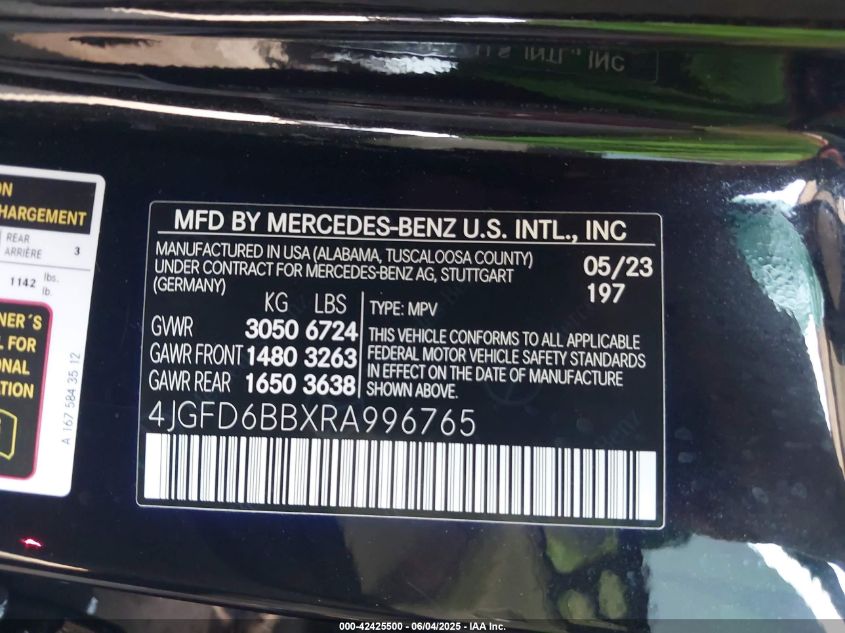 U.S. INTL., INC
ON
HARGEMENT
REAR
ARRIÈRE
3
1142
lbs.
lb.
NER´S
L FOR
ONAL
ATION
A 167 584 35 12
MFD BY MERCEDES-BENZ U.S. INTL., INC
MANUFACTURED IN USA (ALABAMA, TUSCALOOSA COUNTY)
UNDER CONTRACT FOR MERCEDES-BENZ AG, STUTTGART
(GERMANY)
05/23
197
KG LBS
GVWR 3050 6724
GAWR FRONT 1480 3263
GAWR REAR 1650 3638
TYPE: MPV
THIS VEHICLE CONFORMS TO ALL APPLICABLE
FEDERAL MOTOR VEHICLE SAFETY STANDARDS
IN EFFECT ON THE DATE OF MANUFACTURE
SHOWN ABOVE.
4JGFD6BBXRA996765
000-42425500 - 06/04/2025 - IAA Inc.